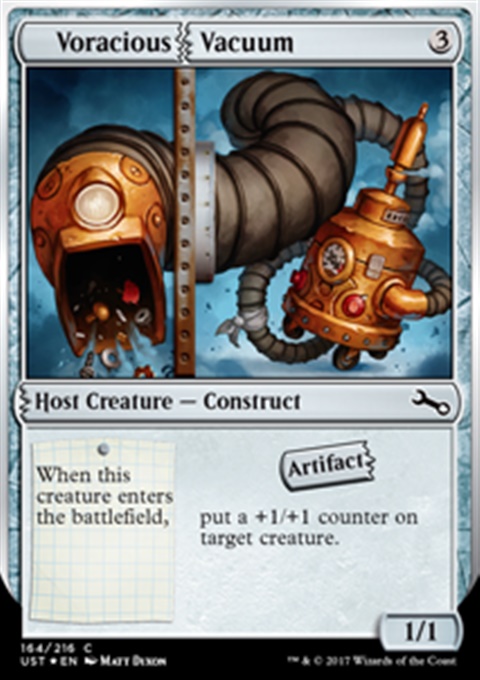 Voracious Vacuum 3
Host Creature — Construct
Artifact
When this
creature enters
the battlefield,
put a +1/+1 counter on
target creature.
1/1
164/216 C
UST ★ EN Matt Dixon
™ & © 2017 Wizards of the Coast